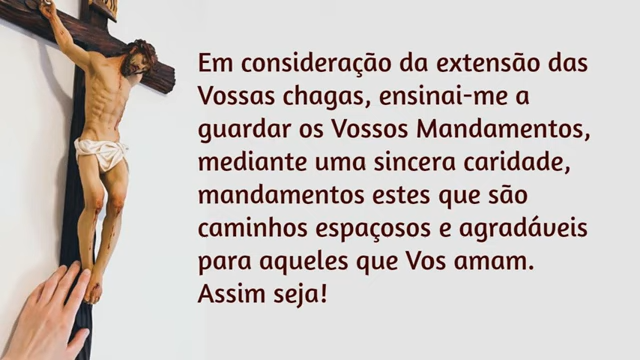 Em consideração da extensão das
Vossas chagas, ensinai-me a
guardar os Vossos Mandamentos,
mediante uma sincera caridade,
mandamentos estes que são
caminhos espaçosos e agradáveis
para aqueles que Vos amam.
Assim seja!